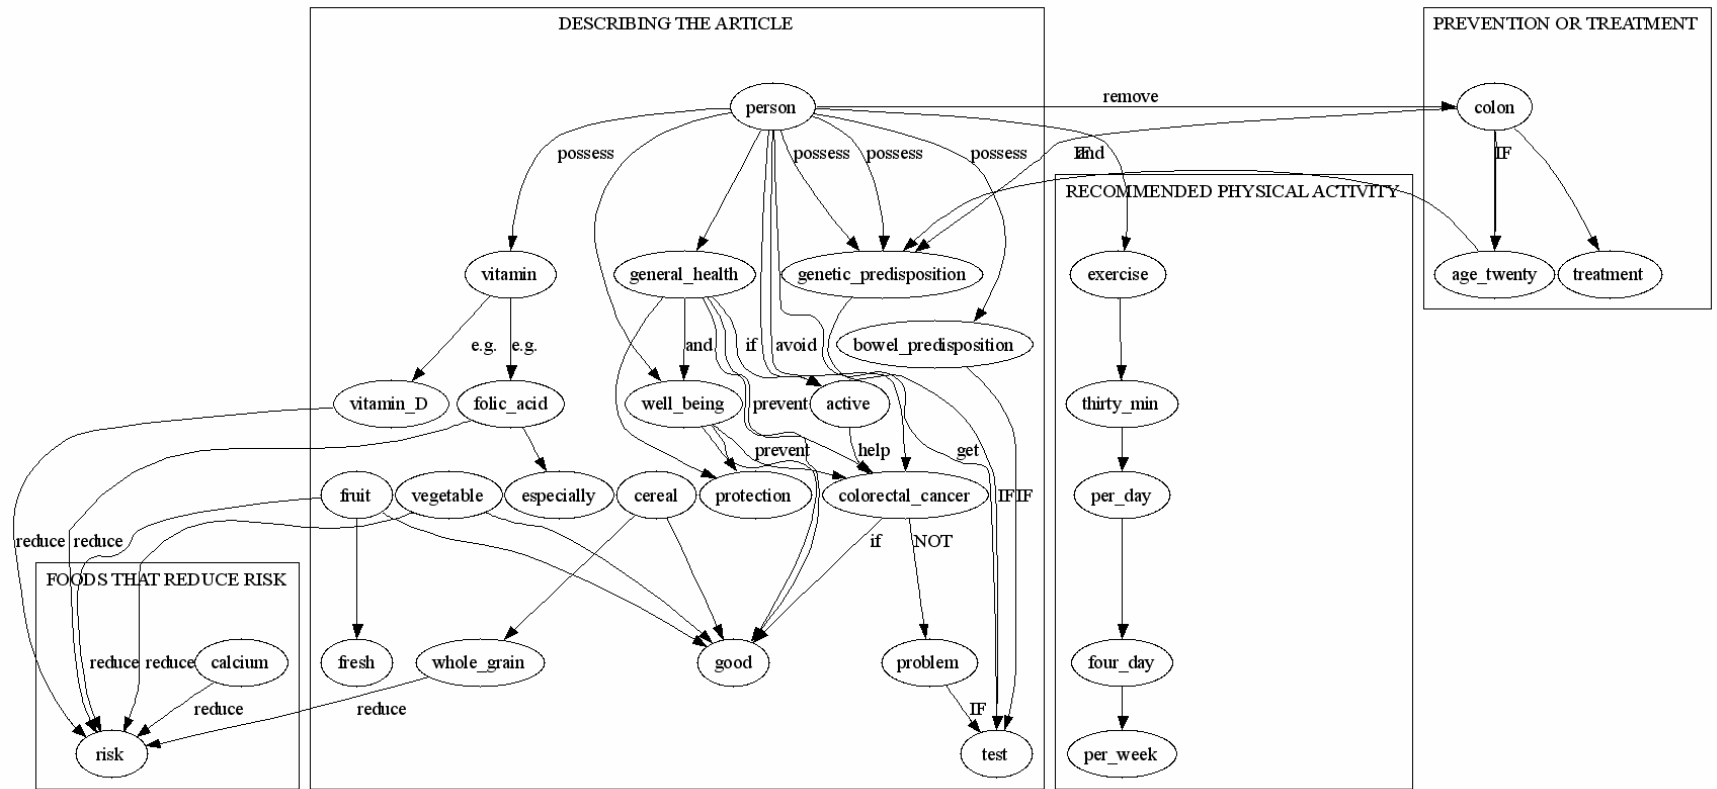 DESCRIBING THE ARTICLE
PREVENTION OR TREATMENT
person
remove
colon
possess
possess
possess
possess
IF
and
IF
RECOMMENDED PHYSICAL ACTIVITY
vitamin
general_health
genetic_predisposition
exercise
age_twenty
treatment
e.g.
e.g.
and
if
avoid
bowel_predisposition
vitamin_D
folic_acid
well_being
prevent
active
thirty_min
prevent
help
get
fruit
vegetable
especially
cereal
protection
colorectal_cancer
IF
IF
per_day
reduce
reduce
if
NOT
FOODS THAT REDUCE RISK
reduce
reduce
calcium
fresh
whole_grain
good
problem
four_day
reduce
reduce
IF
risk
test
per_week